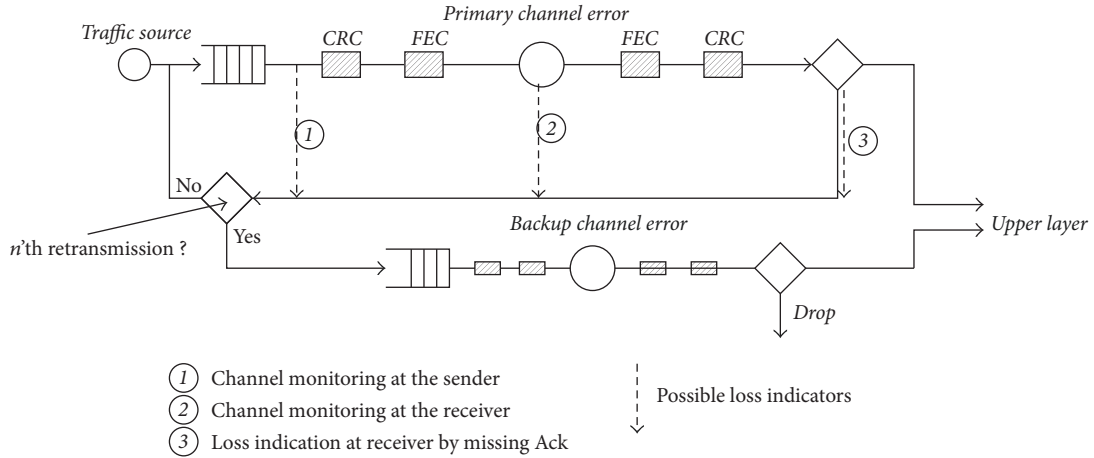 Primary channel error
Traffic source
CRC
FEC
FEC
CRC
1
2
3
No
Yes
n'th retransmission ?
Backup channel error
Upper layer
Drop
1 Channel monitoring at the sender
2 Channel monitoring at the receiver
3 Loss indication at receiver by missing Ack
Possible loss indicators